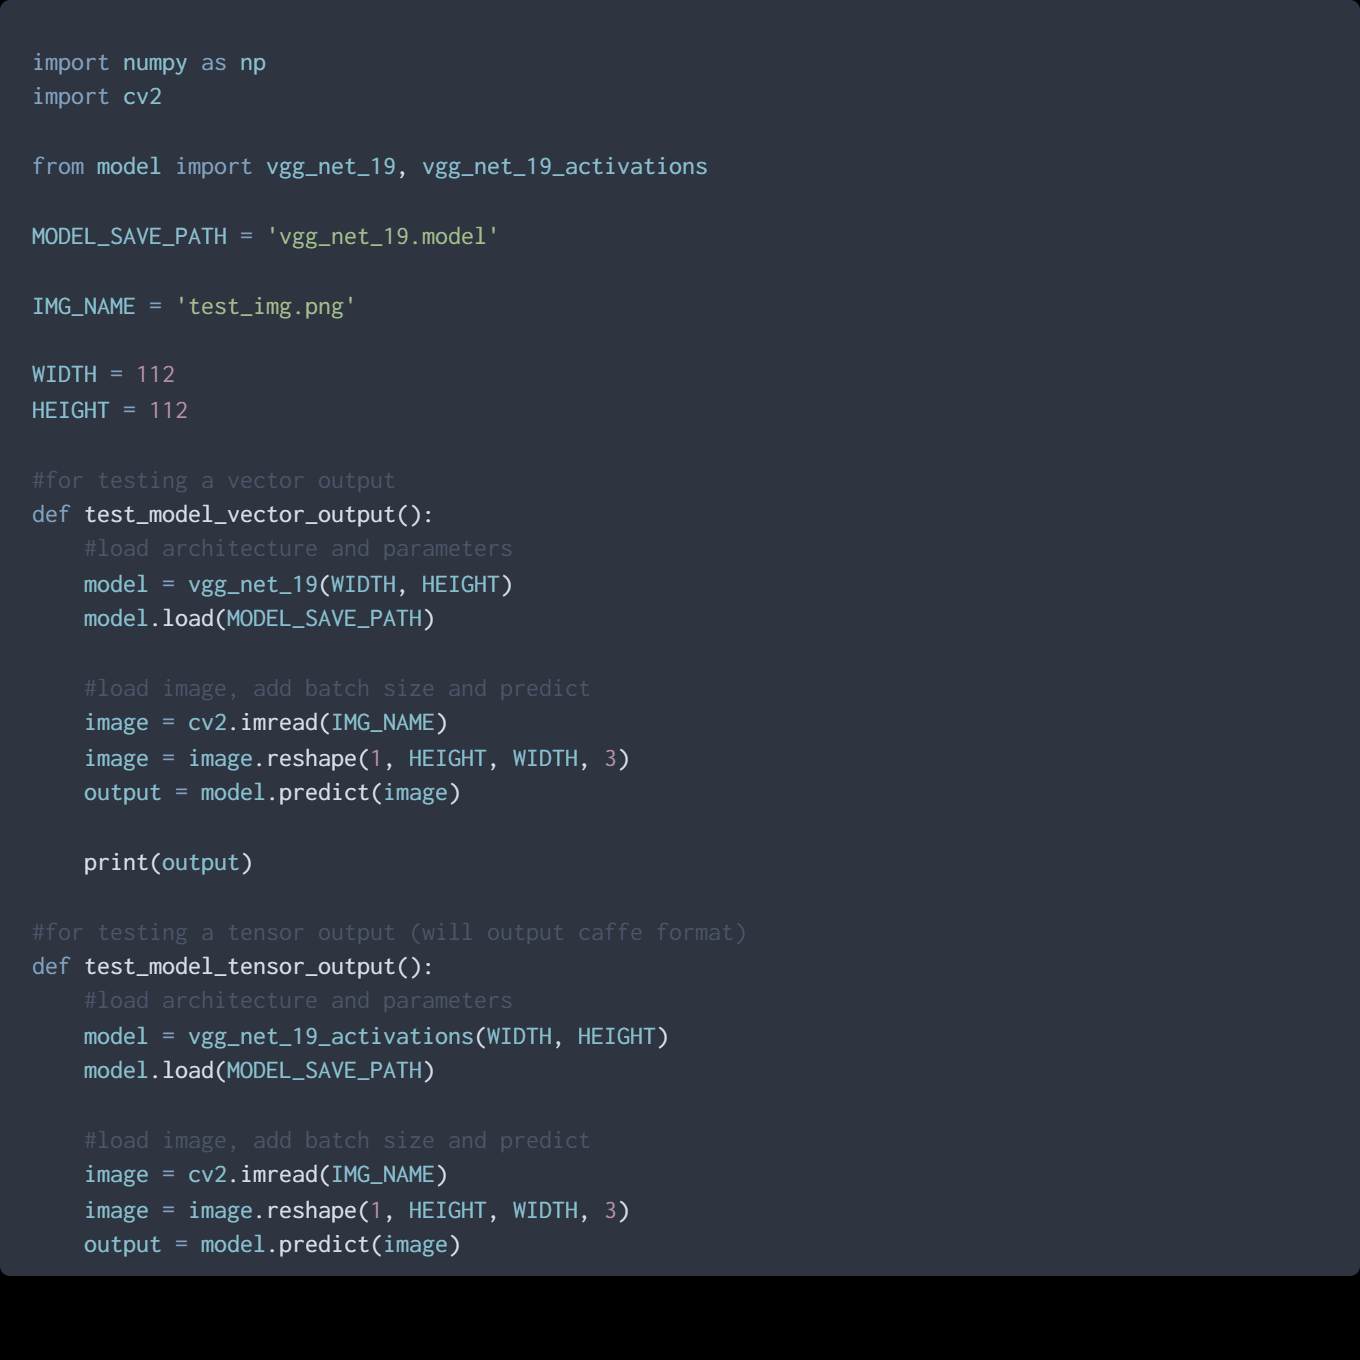 import numpy as np
import cv2
from model import vgg_net_19, vgg_net_19_activations
MODEL_SAVE_PATH = 'vgg_net_19.model'
IMG_NAME = 'test_img.png'
WIDTH = 112
HEIGHT = 112
#for testing a vector output
def test_model_vector_output():
    #load architecture and parameters
    model = vgg_net_19(WIDTH, HEIGHT)
    model.load(MODEL_SAVE_PATH)
    #load image, add batch size and predict
    image = cv2.imread(IMG_NAME)
    image = image.reshape(1, HEIGHT, WIDTH, 3)
    output = model.predict(image)
    print(output)
#for testing a tensor output (will output caffe format)
def test_model_tensor_output():
    #load architecture and parameters
    model = vgg_net_19_activations(WIDTH, HEIGHT)
    model.load(MODEL_SAVE_PATH)
    #load image, add batch size and predict
    image = cv2.imread(IMG_NAME)
    image = image.reshape(1, HEIGHT, WIDTH, 3)
    output = model.predict(image)